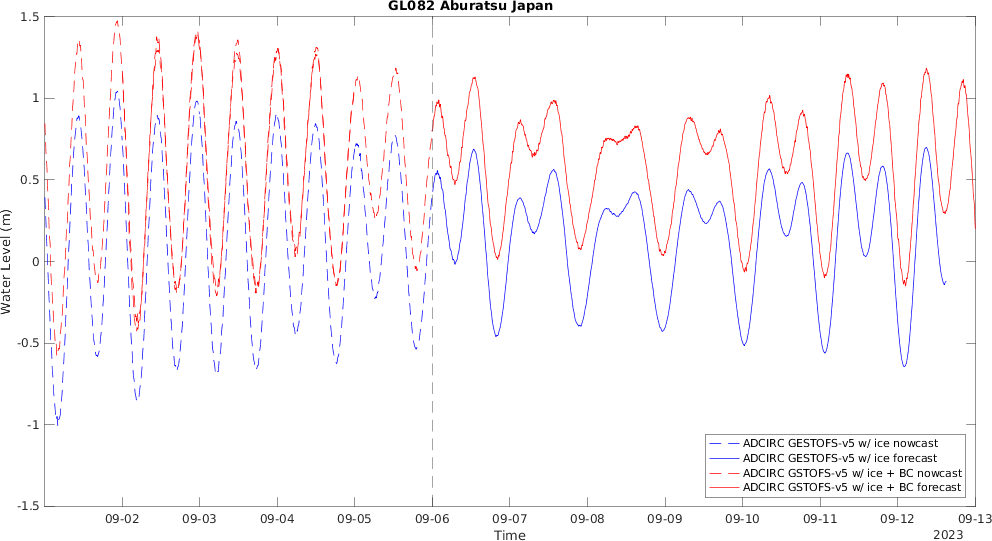 GL082 Aburatsu Japan
1.5
1
0.5
0
-0.5
-1
-1.5
Water Level (m)
ADCIRC GESTOFS-v5 w/ ice nowcast
ADCIRC GESTOFS-v5 w/ ice forecast
ADCIRC GSTOFS-v5 w/ ice + BC nowcast
ADCIRC GSTOFS-v5 w/ ice + BC forecast
09-02 09-03 09-04 09-05 09-06 09-07 09-08 09-09 09-10 09-11 09-12 09-13
Time
2023